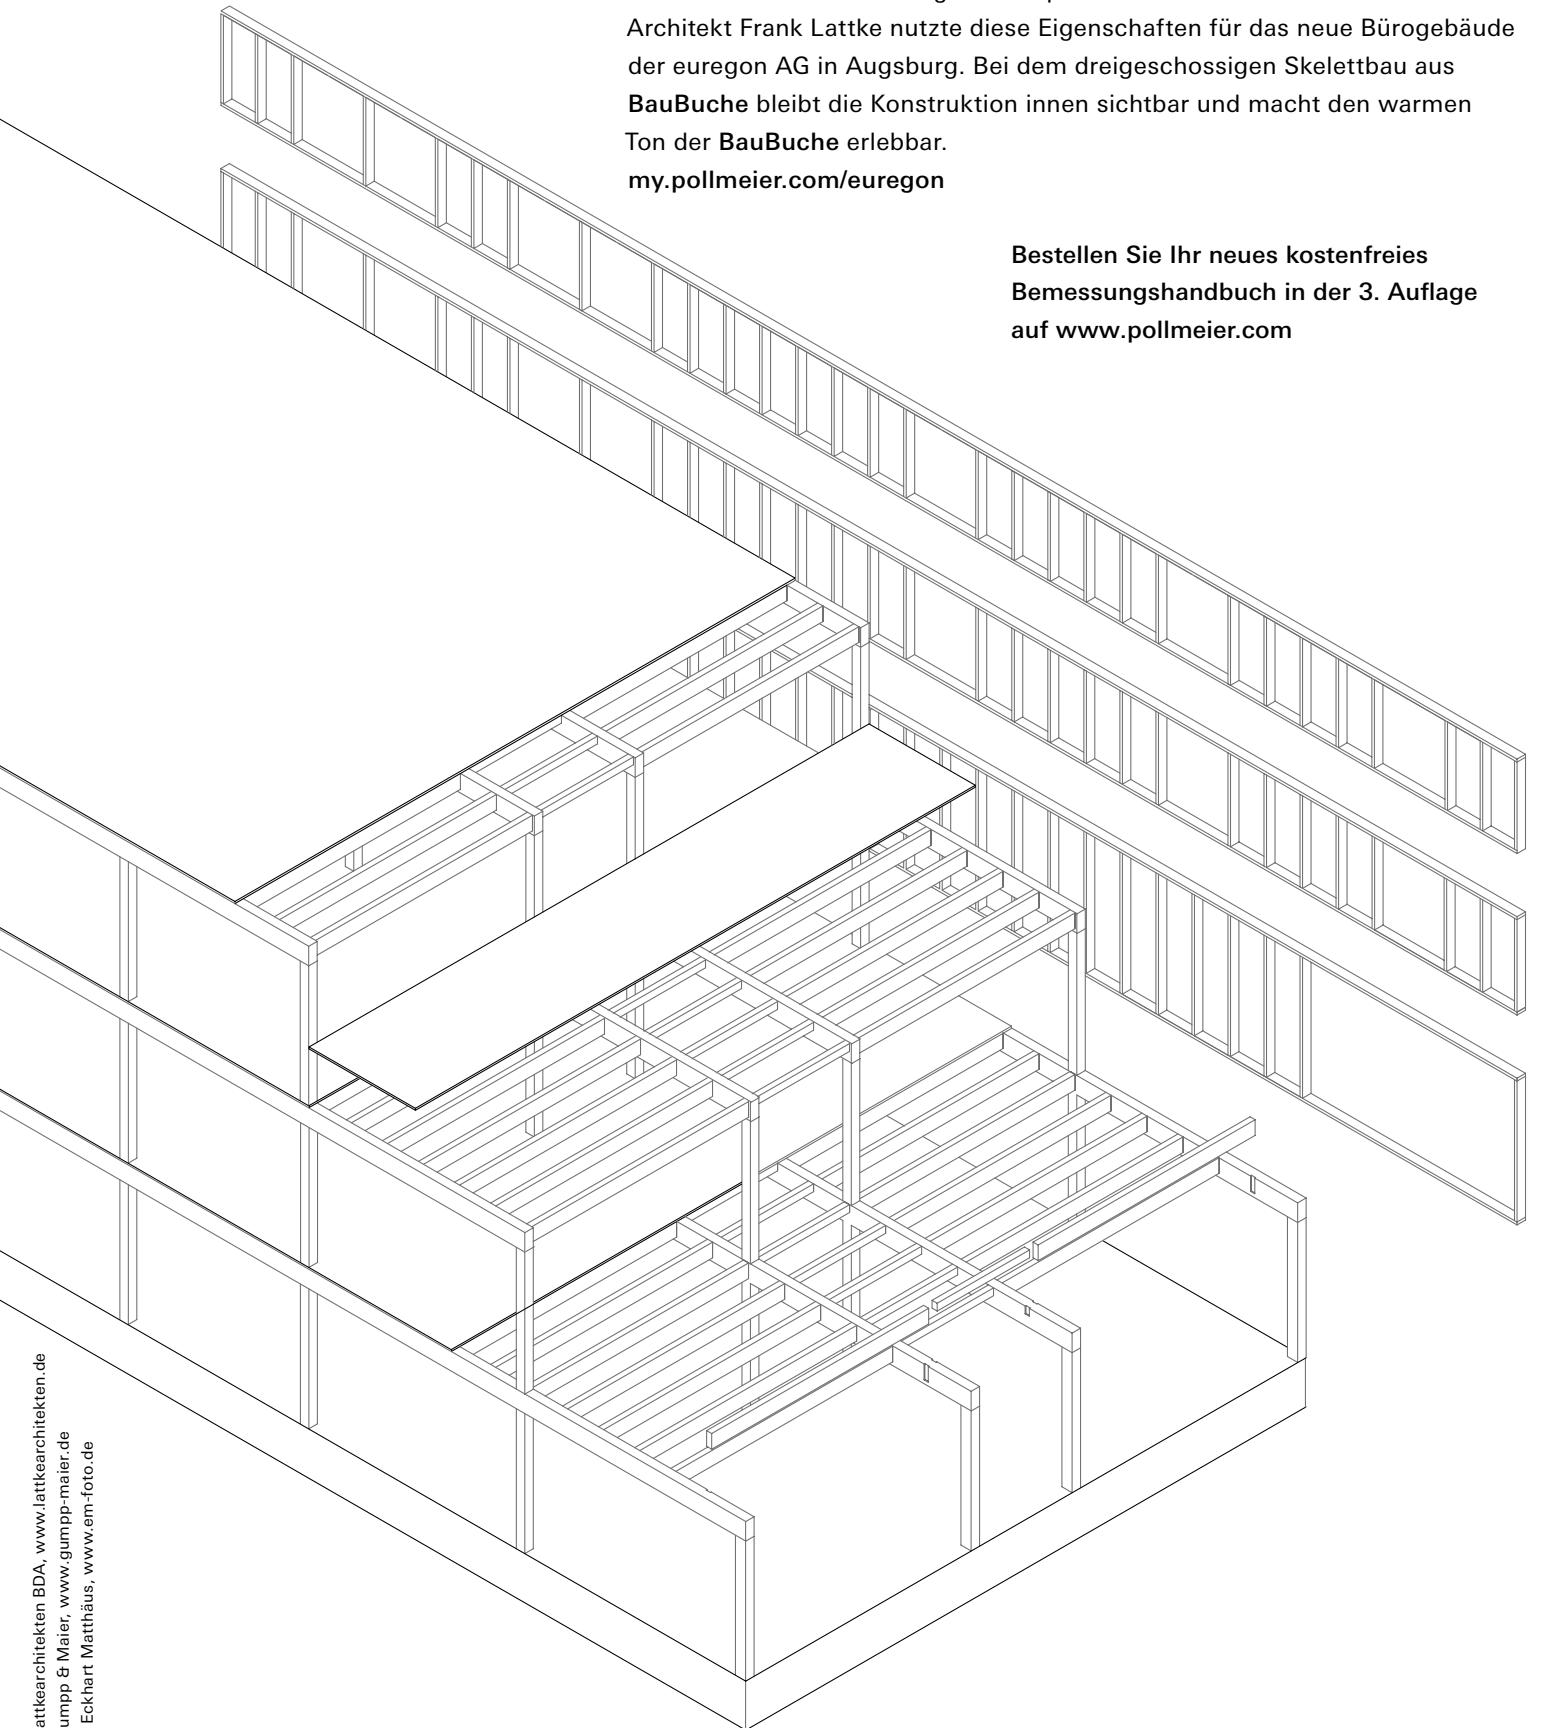 Architekt Frank Lattke nutzte diese Eigenschaften für das neue Bürogebäude
der euregon AG in Augsburg. Bei dem dreigeschossigen Skelettbau aus
BauBuche bleibt die Konstruktion innen sichtbar und macht den warmen
Ton der BauBuche erlebbar.
my.pollmeier.com/euregon
Bestellen Sie Ihr neues kostenfreies
Bemessungshandbuch in der 3. Auflage
auf www.pollmeier.com
attkearchitekten BDA, www.lattkearchitekten.de
umpp & Maier, www.gumpp-maier.de
Eckhart Matthäus, www.em-foto.de